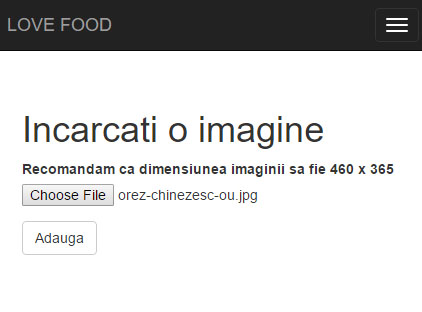 LOVE FOOD
Incarcati o imagine
Recomandam ca dimensiunea imaginii sa fie 460 x 365
Choose File orez-chinezesc-ou.jpg
Adauga